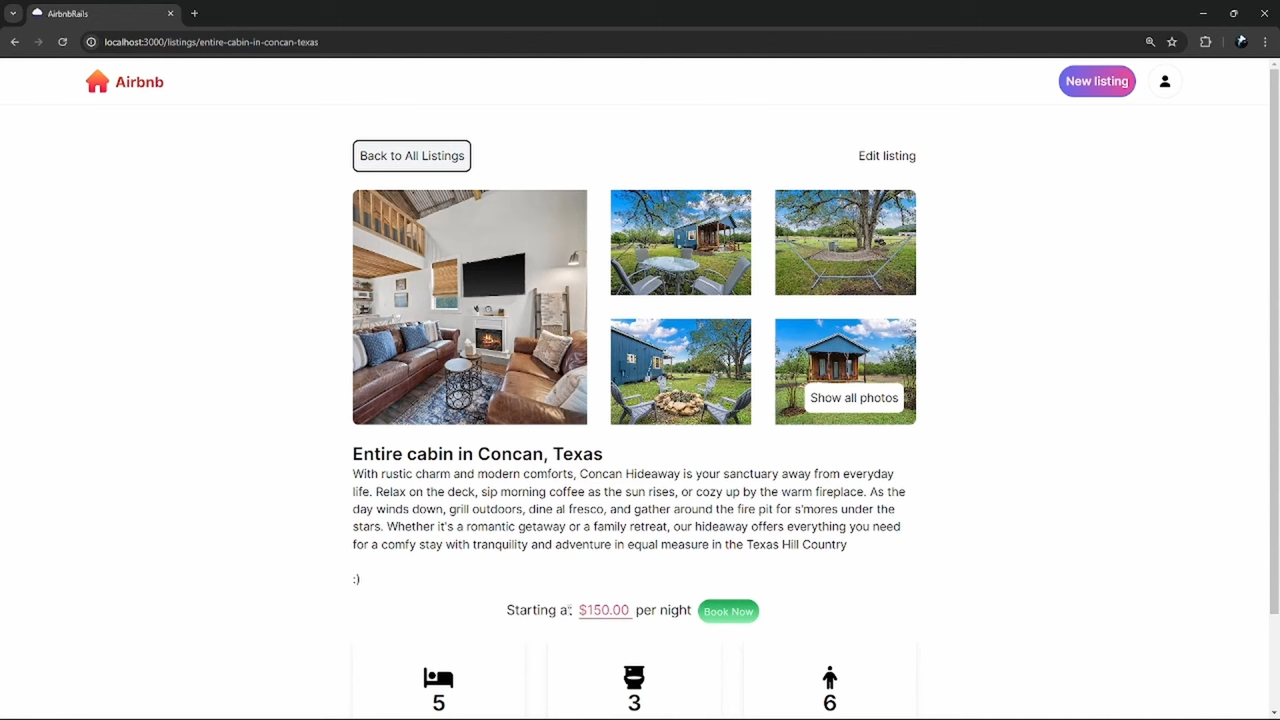 AirbnbRails
localhost:3000/listings/entire-cabin-in-concan-texas
Airbnb
New listing
Back to All Listings
Edit listing
Show all photos
Entire cabin in Concan, Texas
With rustic charm and modern comforts, Concan Hideaway is your sanctuary away from everyday
life. Relax on the deck, sip morning coffee as the sun rises, or cozy up by the warm fireplace. As the
day winds down, grill outdoors, dine al fresco, and gather around the fire pit for s'mores under the
stars. Whether it's a romantic getaway or a family retreat, our hideaway offers everything you need
for a comfy stay with tranquility and adventure in equal measure in the Texas Hill Country
:)
Starting at $150.00 per night Book Now
5 3 6